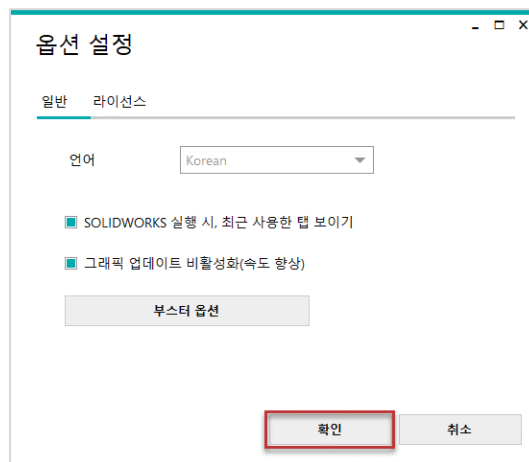 옵션 설정
일반 라이선스
언어 Korean
SOLIDWORKS 실행 시, 최근 사용한 탭 보이기
그래픽 업데이트 비활성화(속도 향상)
부스터 옵션
확인 취소